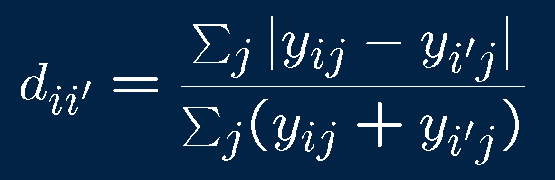 d_{ii'} = \frac{\sum_j |y_{ij} - y_{i'j}|}{\sum_j (y_{ij} + y_{i'j})}